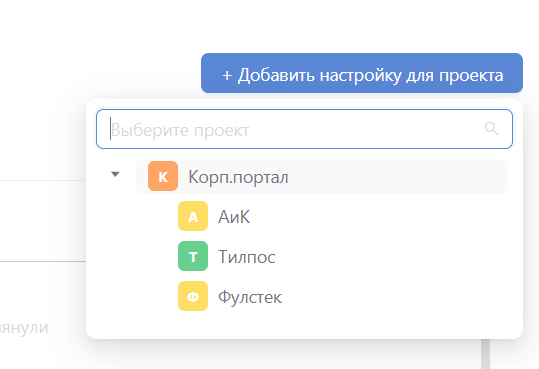 + Добавить настройку для проекта
Выберите проект
К Корп.портал
А АиК
Т Тилпос
Ф Фулстек